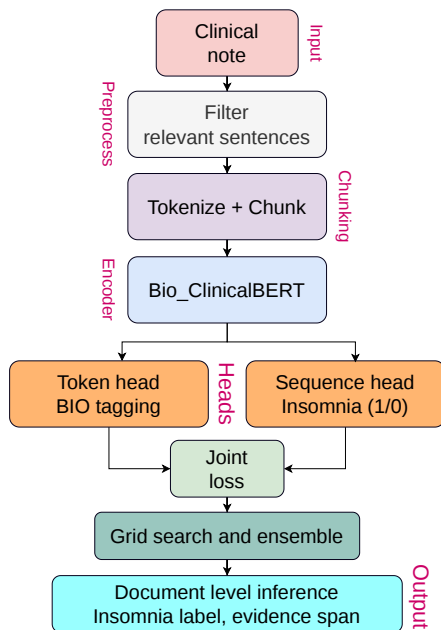 Clinical
note
Input
Preprocess
Filter
relevant sentences
Tokenize + Chunk
Chunking
Encoder
Bio_ClinicalBERT
Token head
BIO tagging
Heads
Sequence head
Insomnia (1/0)
Joint
loss
Grid search and ensemble
Document level inference
Insomnia label, evidence span
Output